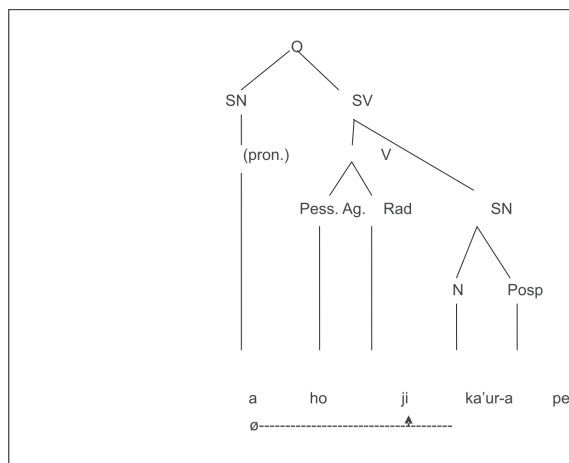 O
SN SV
(pron.) V
Pess. Ag. Rad SN
N Posp
a ho ji ka'ur-a pe
ø